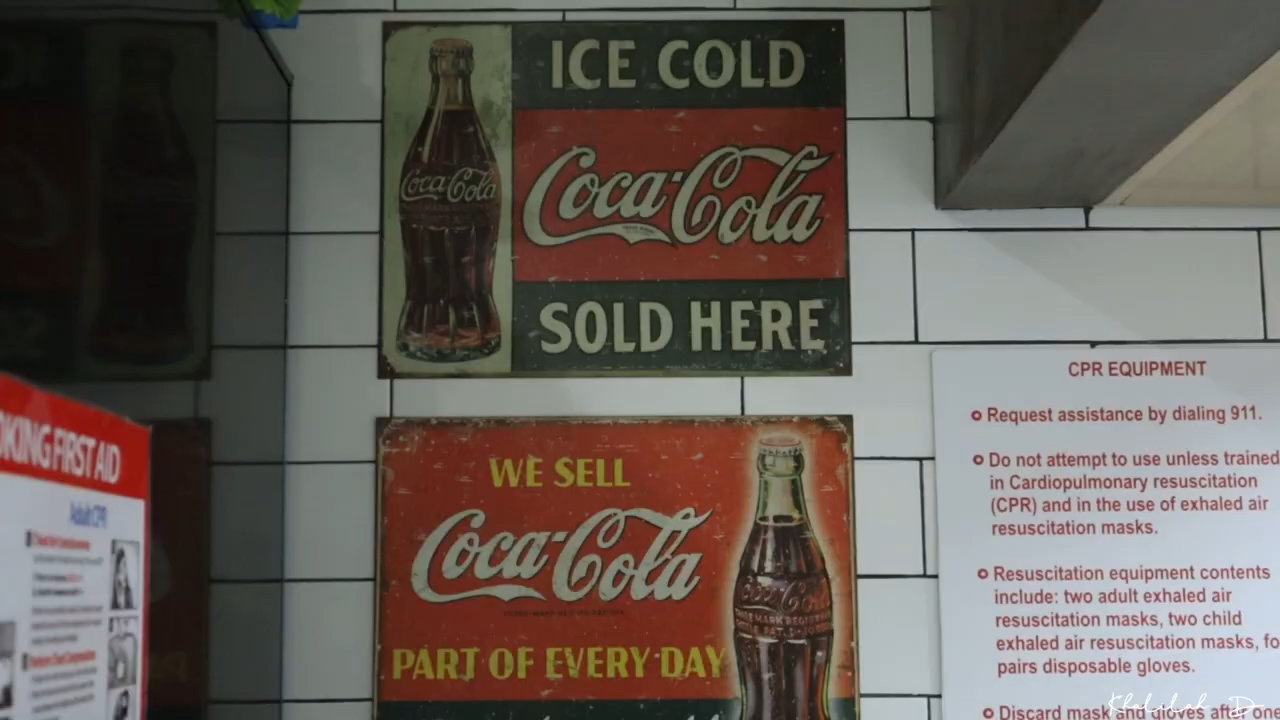 ICE COLD
Coca-Cola
Coca-Cola
SOLD HERE
WE SELL
Coca-Cola
PART OF EVERY DAY
Coca-Cola
OKING FIRST AID
Adult CPR
CPR EQUIPMENT
Request assistance by dialing 911.
Do not attempt to use unless trained
in Cardiopulmonary resuscitation
(CPR) and in the use of exhaled air
resuscitation masks.
Resuscitation equipment contents
include: two adult exhaled air
resuscitation masks, two child
exhaled air resuscitation masks, fo
pairs disposable gloves.
Discard mask and gloves after one